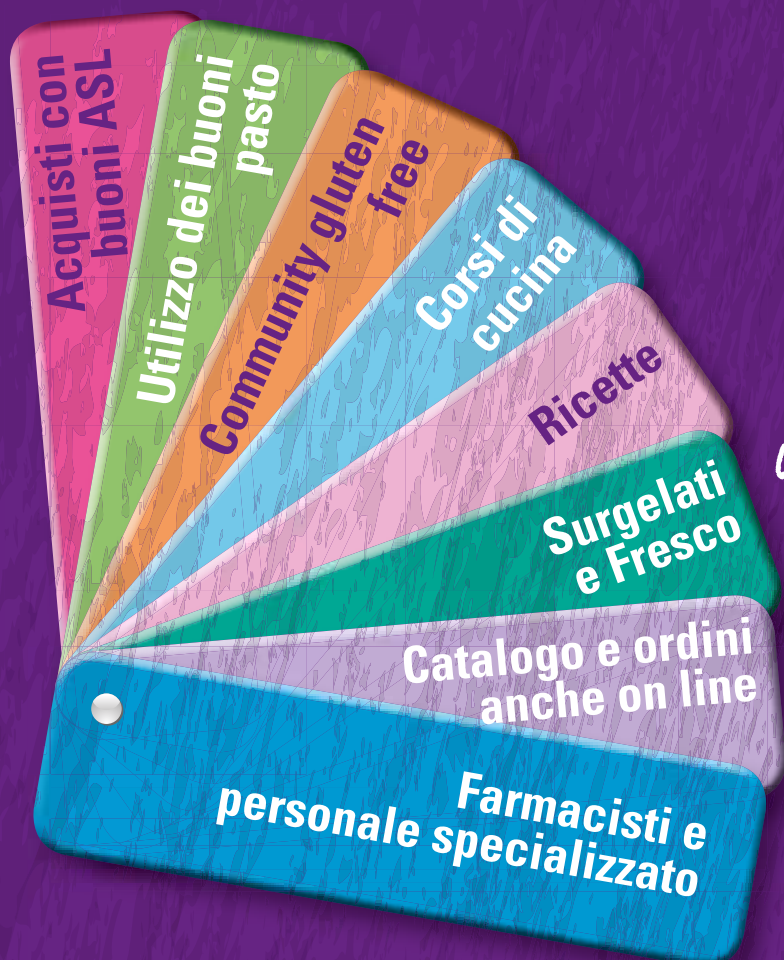 Acquisti con
buoni ASL
Utilizzo dei buoni
pasto
Community gluten
free
Corsi di
cucina
Ricette
Surgelati
e Fresco
Catalogo e ordini
anche on line
Farmacisti e
personale specializzato